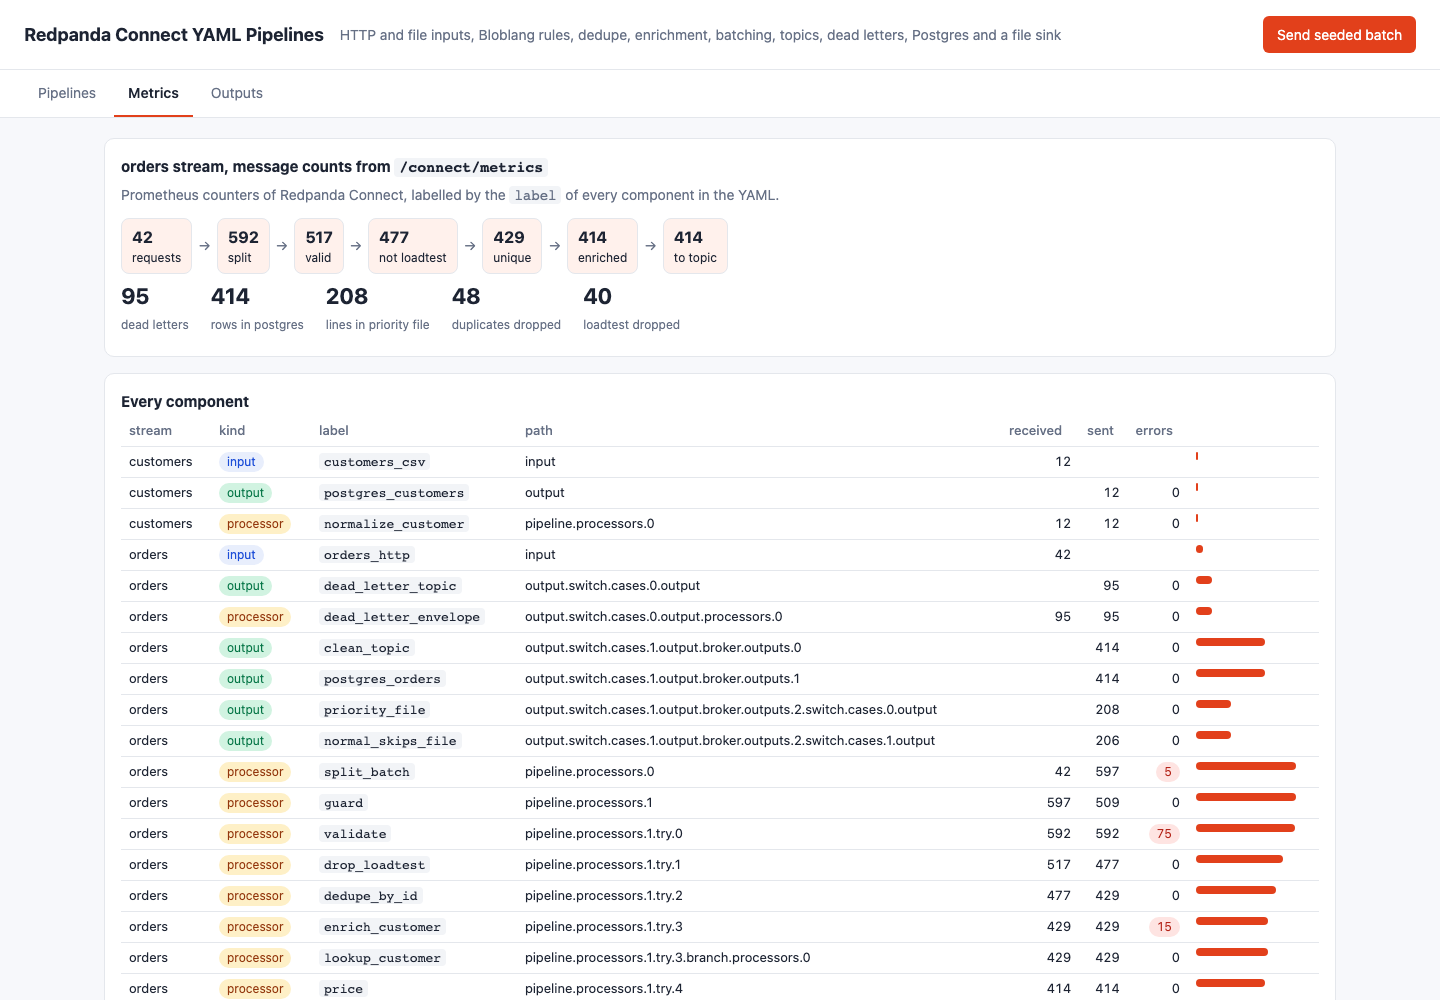 Redpanda Connect YAML Pipelines HTTP and file inputs, Bloblang rules, dedupe, enrichment, batching, topics, dead letters, Postgres and a file sink Send seeded batch
Pipelines Metrics Outputs
orders stream, message counts from /connect/metrics
Prometheus counters of Redpanda Connect, labelled by the label of every component in the YAML.
42 → 592 → 517 → 477 → 429 → 414 → 414
requests split valid not loadtest unique enriched to topic
95 414 208 48 40
dead letters rows in postgres lines in priority file duplicates dropped loadtest dropped
Every component
stream kind label path received sent errors
customers input customers_csv input 12
customers output postgres_customers output 12 0
customers processor normalize_customer pipeline.processors.0 12 12 0
orders input orders_http input 42
orders output dead_letter_topic output.switch.cases.0.output 95 0
orders processor dead_letter_envelope output.switch.cases.0.output.processors.0 95 95 0
orders output clean_topic output.switch.cases.1.output.broker.outputs.0 414 0
orders output postgres_orders output.switch.cases.1.output.broker.outputs.1 414 0
orders output priority_file output.switch.cases.1.output.broker.outputs.2.switch.cases.0.output 208 0
orders output normal_skips_file output.switch.cases.1.output.broker.outputs.2.switch.cases.1.output 206 0
orders processor split_batch pipeline.processors.0 42 597 5
orders processor guard pipeline.processors.1 597 509 0
orders processor validate pipeline.processors.1.try.0 592 592 75
orders processor drop_loadtest pipeline.processors.1.try.1 517 477 0
orders processor dedupe_by_id pipeline.processors.1.try.2 477 429 0
orders processor enrich_customer pipeline.processors.1.try.3 429 429 15
orders processor lookup_customer pipeline.processors.1.try.3.branch.processors.0 429 429 0
orders processor price pipeline.processors.1.try.4 414 414 0